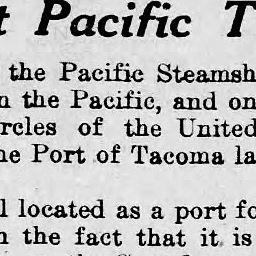 t Pacific T
the Pacific Steamsh
n the Pacific, and on
rcles of the United
ne Port of Tacoma la
l located as a port fo
n the fact that it is